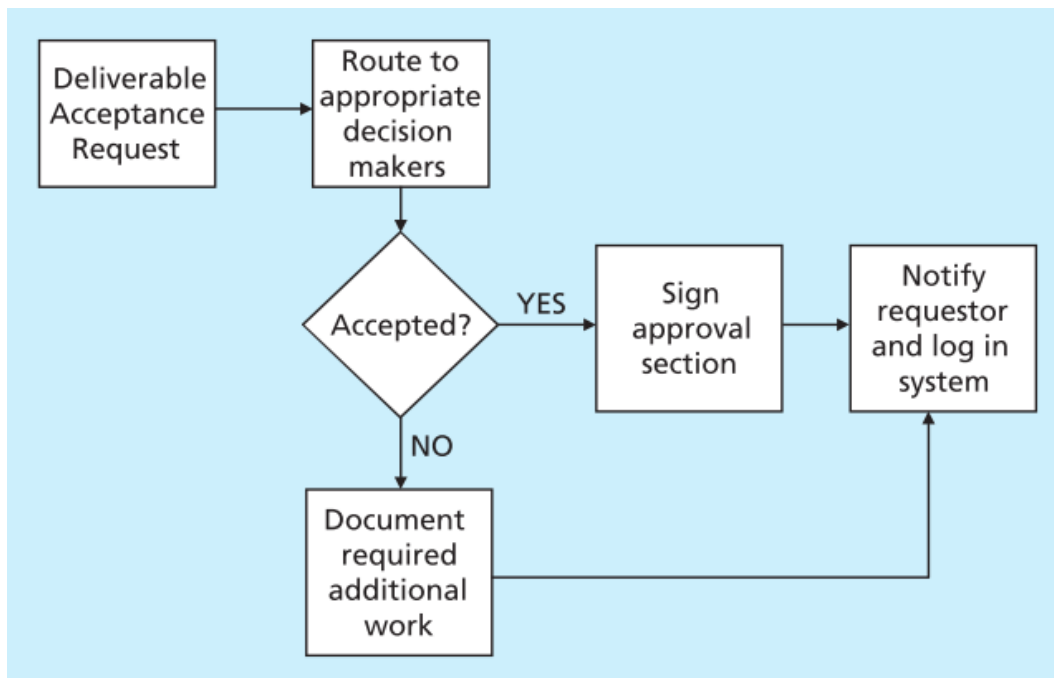 Deliverable
Acceptance
Request
Route to
appropriate
decision
makers
Accepted?
YES
Sign
approval
section
Notify
requestor
and log in
system
NO
Document
required
additional
work